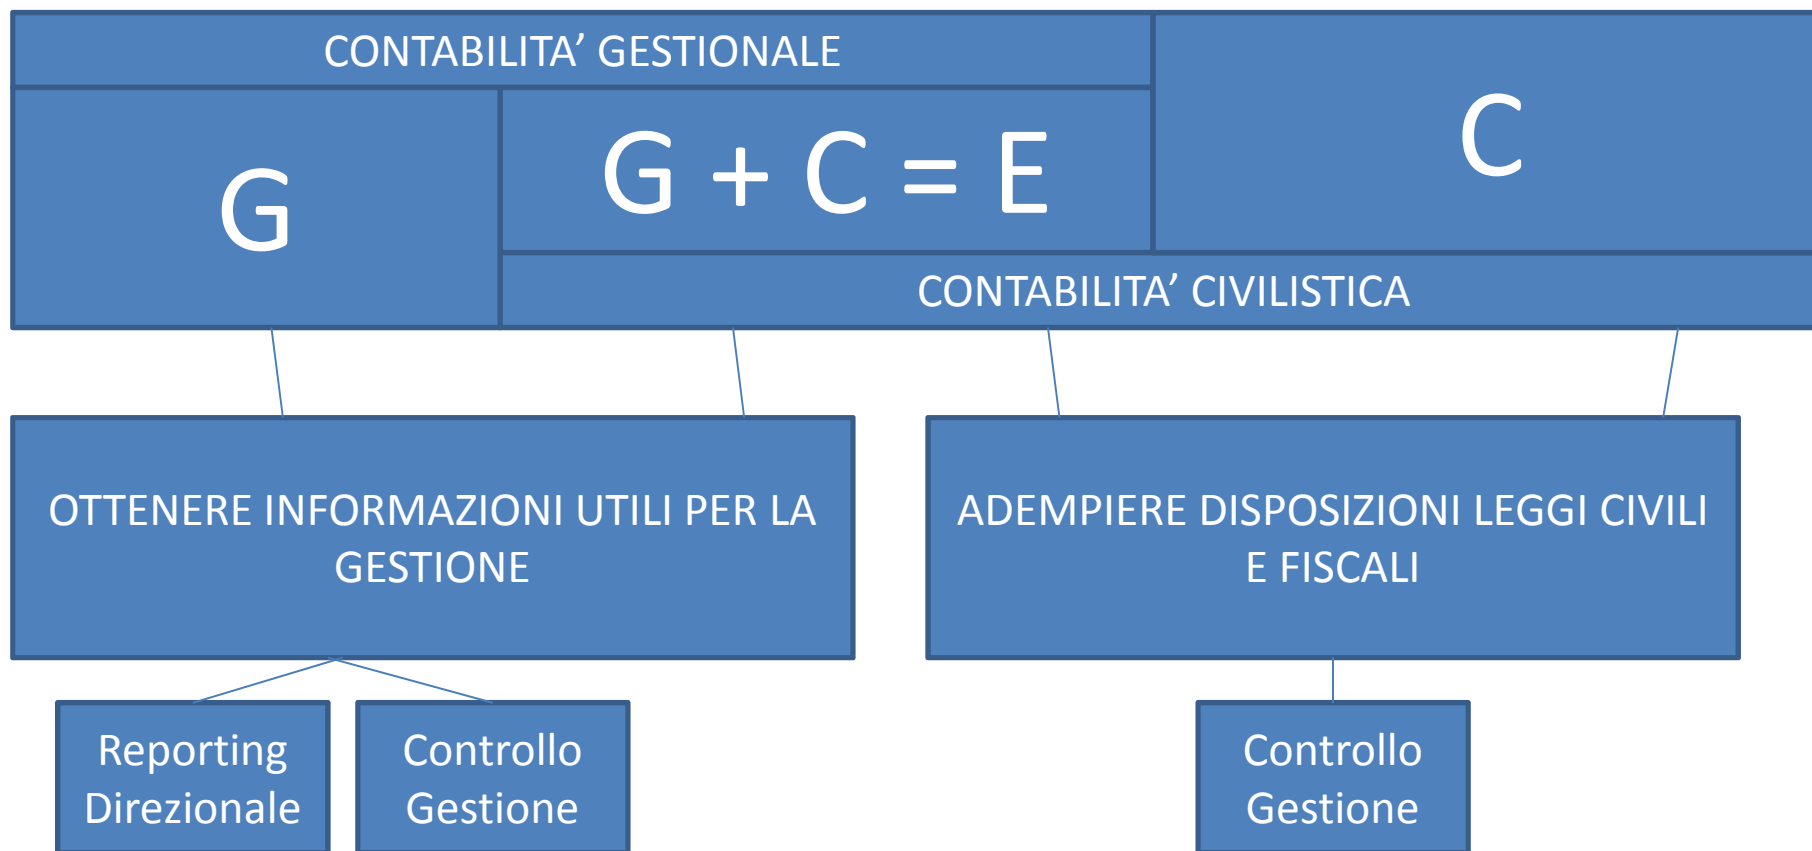 CONTABILITA’ GESTIONALE
C
G
G + C = E
CONTABILITA’ CIVILISTICA
OTTENERE INFORMAZIONI UTILI PER LA
GESTIONE
ADEMPIERE DISPOSIZIONI LEGGI CIVILI
E FISCALI
Reporting
Direzionale
Controllo
Gestione
Controllo
Gestione